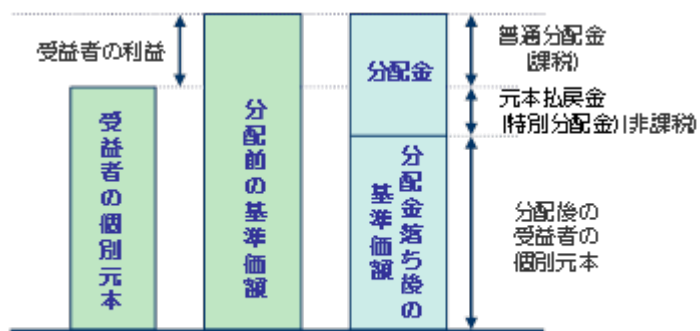 受益者の利益
受益者の個別元本
分配前の基準価額
分配金
分配金落ち後の
基準価額
普通分配金
(課税)
元本払戻金
(特別分配金)(非課税)
分配後の
受益者の
個別元本